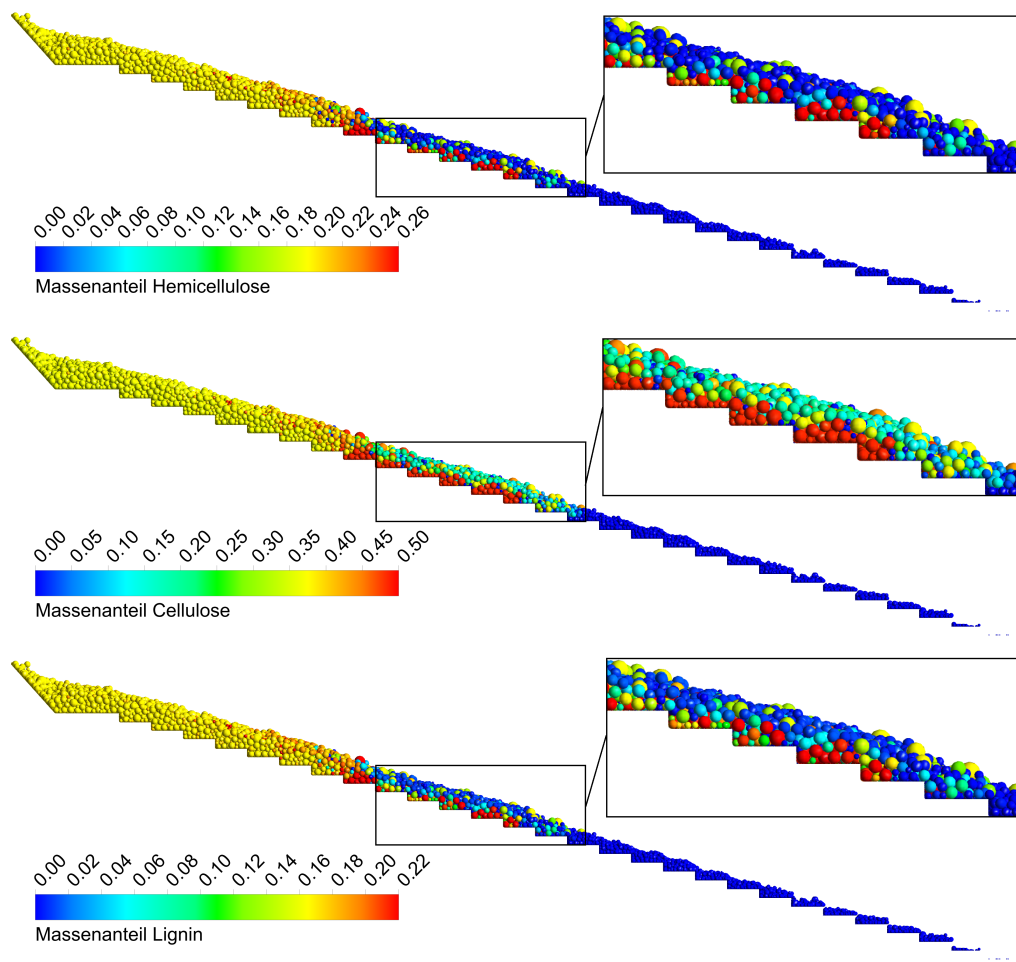 0.00 0.02 0.04 0.06 0.08 0.10 0.12 0.14 0.16 0.18 0.20 0.22 0.24 0.26
Massenanteil Hemicellulose
0.00 0.05 0.10 0.15 0.20 0.25 0.30 0.35 0.40 0.45 0.50
Massenanteil Cellulose
0.00 0.02 0.04 0.06 0.08 0.10 0.12 0.14 0.16 0.18 0.20 0.22
Massenanteil Lignin